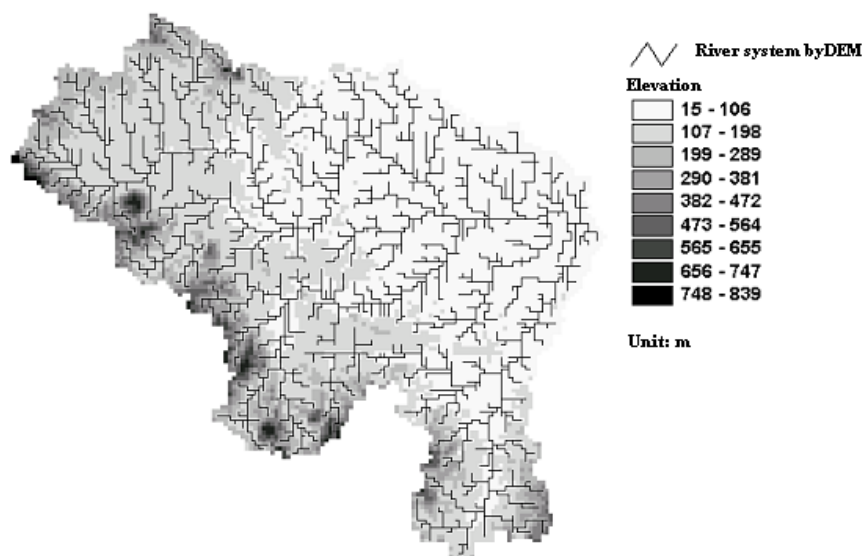 River system byDEM
Elevation
15 - 106
107 - 198
199 - 289
290 - 381
382 - 472
473 - 564
565 - 655
656 - 747
748 - 839
Unit: m